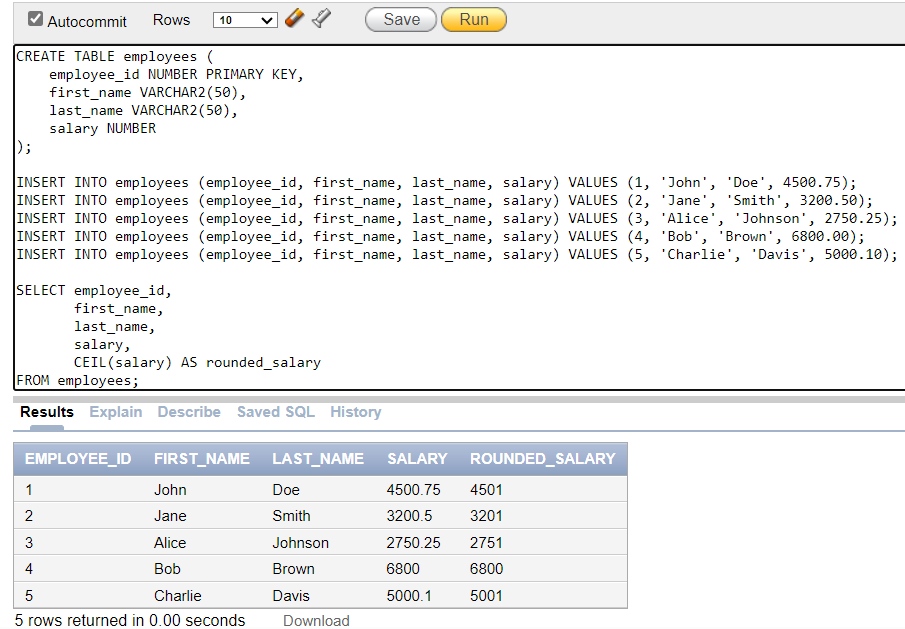 Autocommit Rows 10 Save Run
CREATE TABLE employees (
    employee_id NUMBER PRIMARY KEY,
    first_name VARCHAR2(50),
    last_name VARCHAR2(50),
    salary NUMBER
);
INSERT INTO employees (employee_id, first_name, last_name, salary) VALUES (1, 'John', 'Doe', 4500.75);
INSERT INTO employees (employee_id, first_name, last_name, salary) VALUES (2, 'Jane', 'Smith', 3200.50);
INSERT INTO employees (employee_id, first_name, last_name, salary) VALUES (3, 'Alice', 'Johnson', 2750.25);
INSERT INTO employees (employee_id, first_name, last_name, salary) VALUES (4, 'Bob', 'Brown', 6800.00);
INSERT INTO employees (employee_id, first_name, last_name, salary) VALUES (5, 'Charlie', 'Davis', 5000.10);
SELECT employee_id,
       first_name,
       last_name,
       salary,
       CEIL(salary) AS rounded_salary
FROM employees;
Results Explain Describe Saved SQL History
EMPLOYEE_ID FIRST_NAME LAST_NAME SALARY ROUNDED_SALARY
1 John Doe 4500.75 4501
2 Jane Smith 3200.5 3201
3 Alice Johnson 2750.25 2751
4 Bob Brown 6800 6800
5 Charlie Davis 5000.1 5001
5 rows returned in 0.00 seconds Download